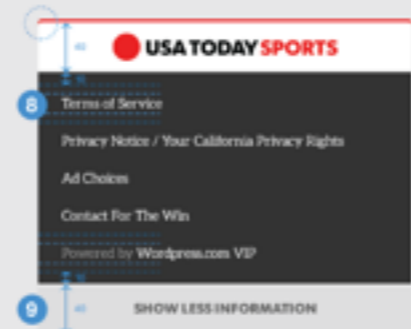 USA TODAY SPORTS
8
Terms of Service
Privacy Notice / Your California Privacy Rights
Ad Choices
Contact For The Win
Powered by Wordpress.com VIP
9
SHOW LESS INFORMATION